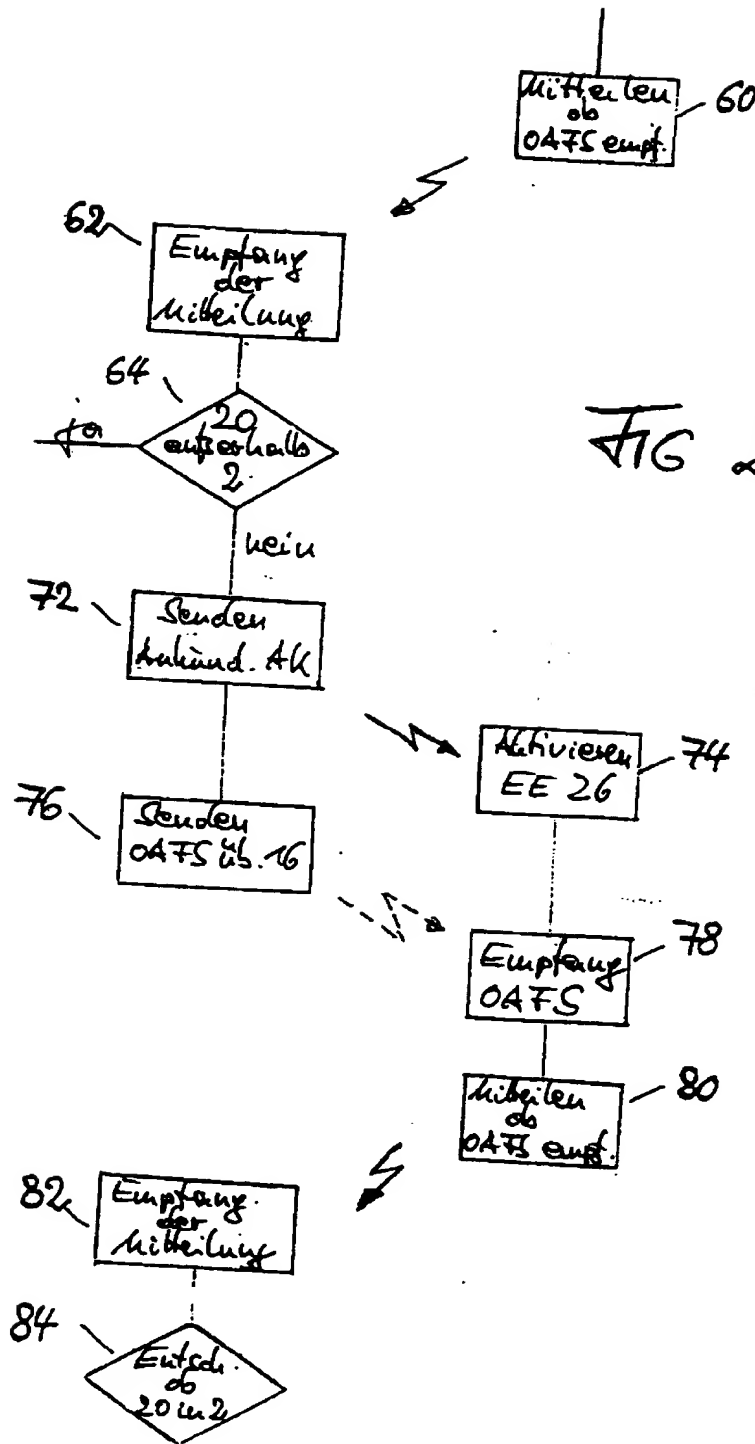 Mitteilen
ob
OAFS empf.
60
62
Empfang
der
Mitteilung
64
20
außerhalb
2
ja
nein
FIG
72
Senden
Ankünd. AK
Aktivieren
EE 26
74
76
Senden
OAFS üb. 16
Empfang
OAFS
78
Mitteilen
ob
OAFS empf.
80
82
Empfang
der
Mitteilung
84
Entsch.
ob
20 in 2